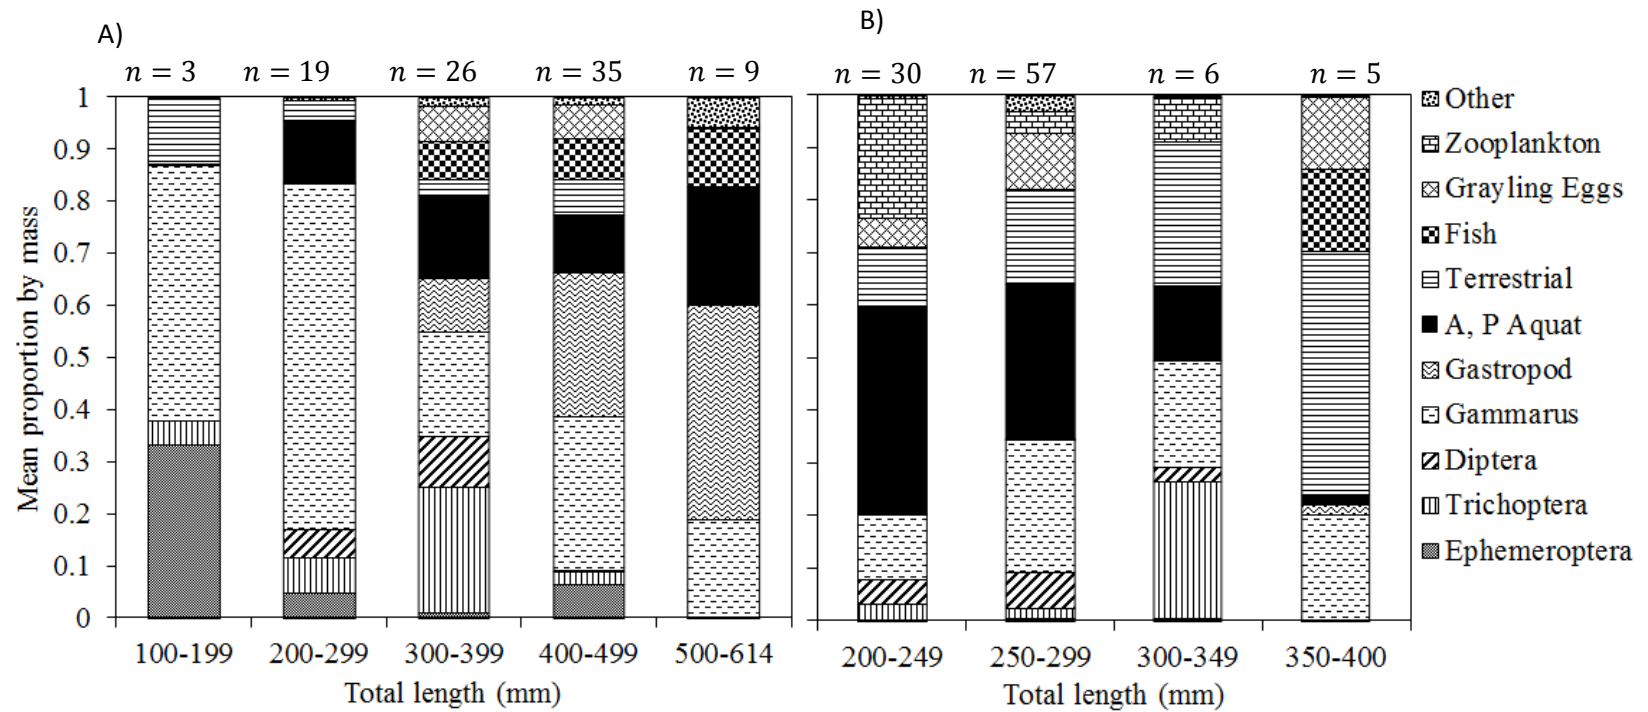 A)
n = 3
n = 19
n = 26
n = 35
n = 9
1
0.9
0.8
0.7
0.6
0.5
0.4
0.3
0.2
0.1
0
Mean proportion by mass
100-199
200-299
300-399
400-499
500-614
Total length (mm)
B)
n = 30
n = 57
n = 6
n = 5
200-249
250-299
300-349
350-400
Total length (mm)
Other
Zooplankton
Grayling Eggs
Fish
Terrestrial
A, P Aquat
Gastropod
Gammarus
Diptera
Trichoptera
Ephemeroptera